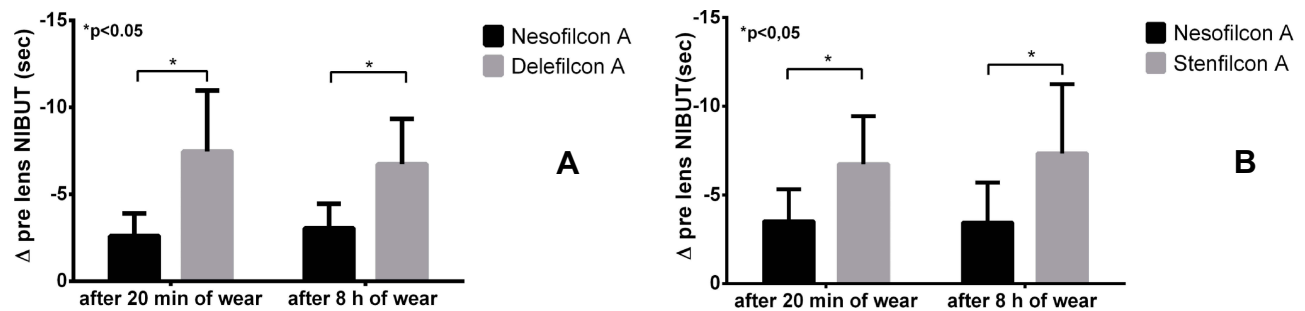 -15
*p<0.05
Nesofilcon A
Delefilcon A
*
*
-10
-5
0
Δ pre lens NIBUT (sec)
after 20 min of wear
after 8 h of wear
A
-15
*p<0,05
Nesofilcon A
Stenfilcon A
*
*
-10
-5
0
Δ pre lens NIBUT(sec)
after 20 min of wear
after 8 h of wear
B